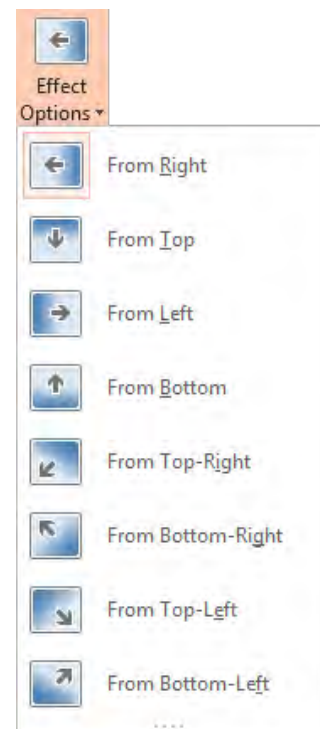 Effect
Options
From Right
From Top
From Left
From Bottom
From Top-Right
From Bottom-Right
From Top-Left
From Bottom-Left